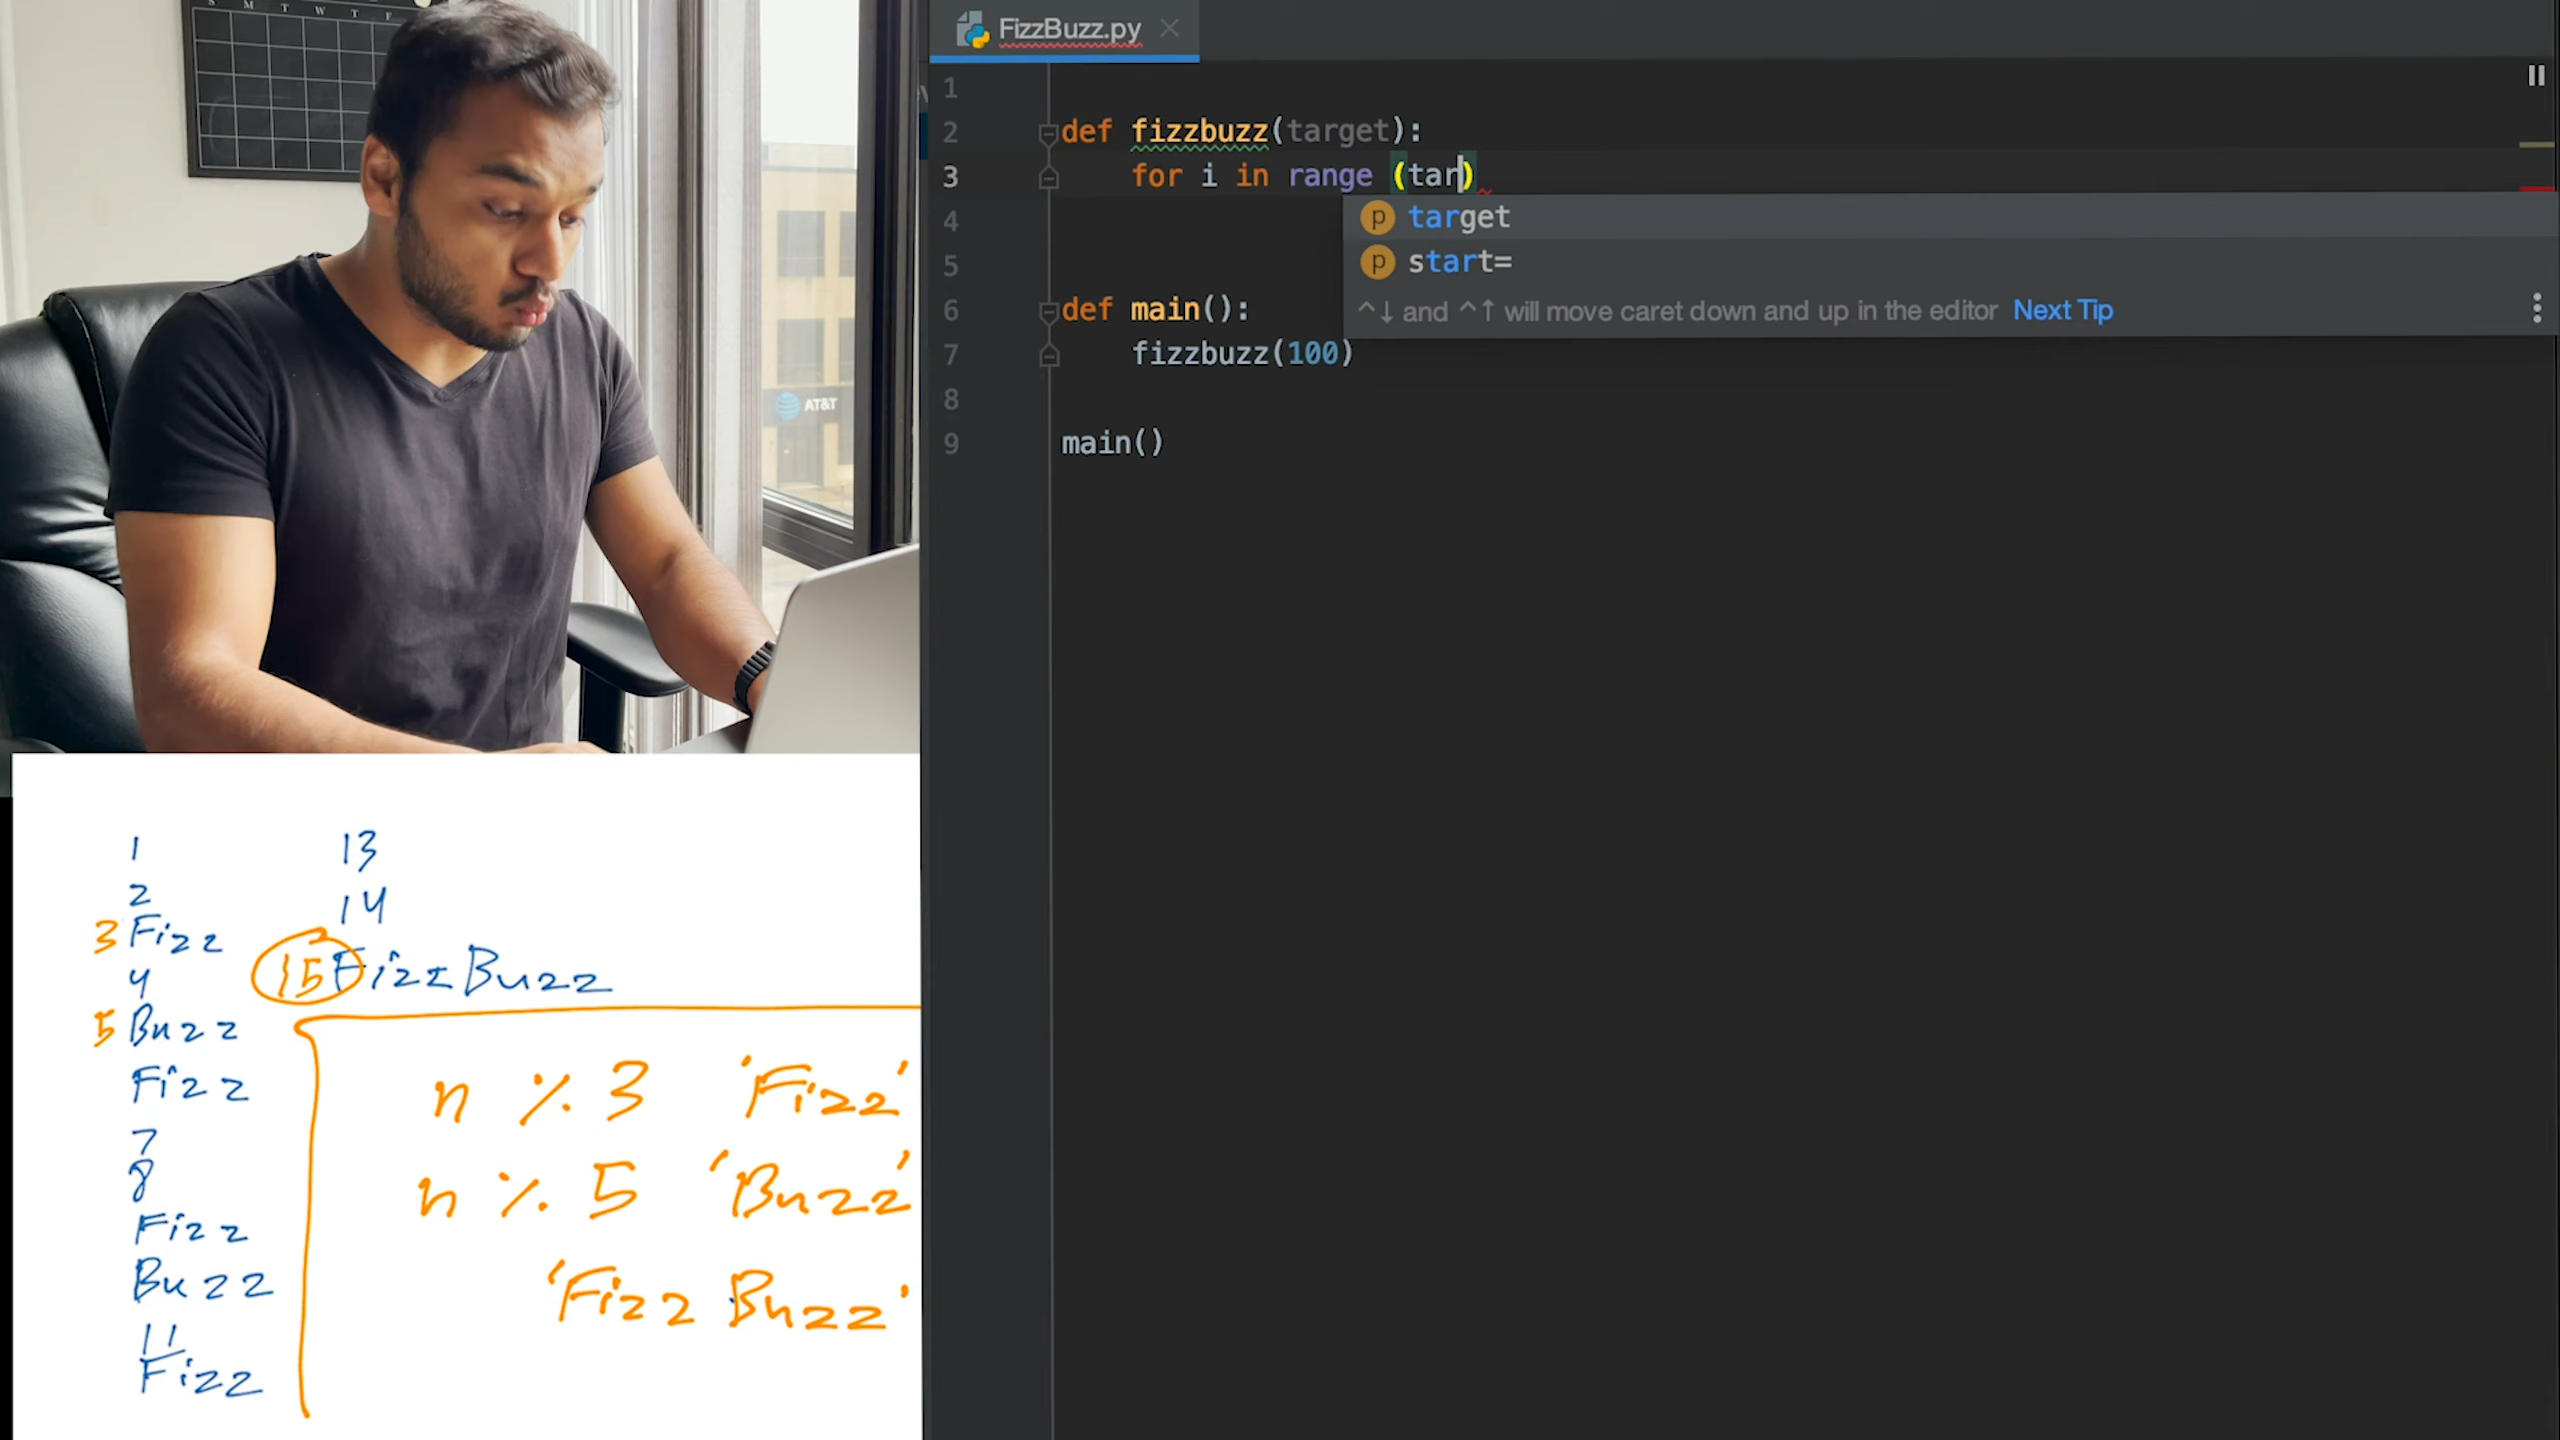 S M T W T F
AT&T
1
2
3 Fizz
4
5 Buzz
Fizz
7
8
Fizz
Buzz
11
Fizz
13
14
15 FizzBuzz
n % 3 'Fizz'
n % 5 'Buzz'
'Fizz Buzz'
FizzBuzz.py
1
2 def fizzbuzz(target):
3 for i in range (tar)
p target
p start=
^↓ and ^↑ will move caret down and up in the editor Next Tip
4
5
6 def main():
7 fizzbuzz(100)
8
9 main()